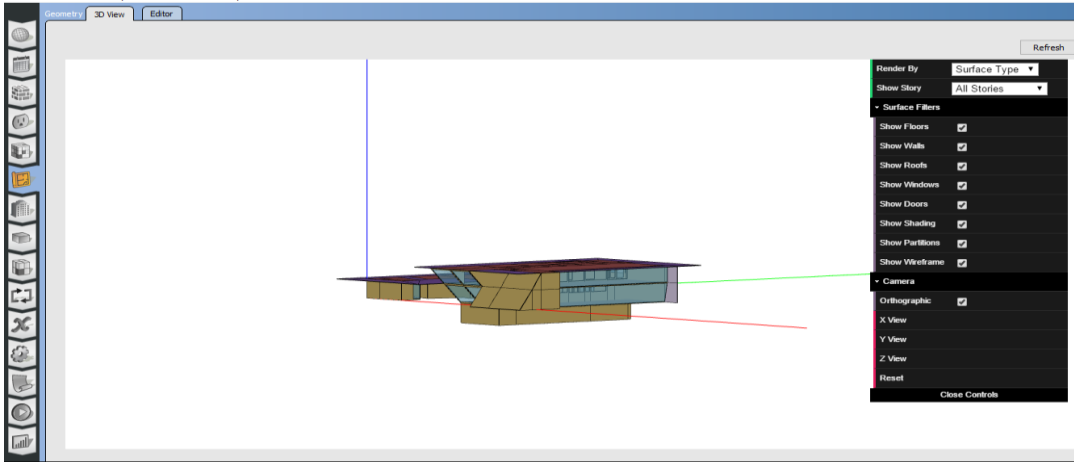 Geometry 3D View Editor
Refresh
Render By Surface Type
Show Story All Stories
Surface Filters
Show Floors
Show Walls
Show Roofs
Show Windows
Show Doors
Show Shading
Show Partitions
Show Wireframe
Camera
Orthographic
X View
Y View
Z View
Reset
Close Controls